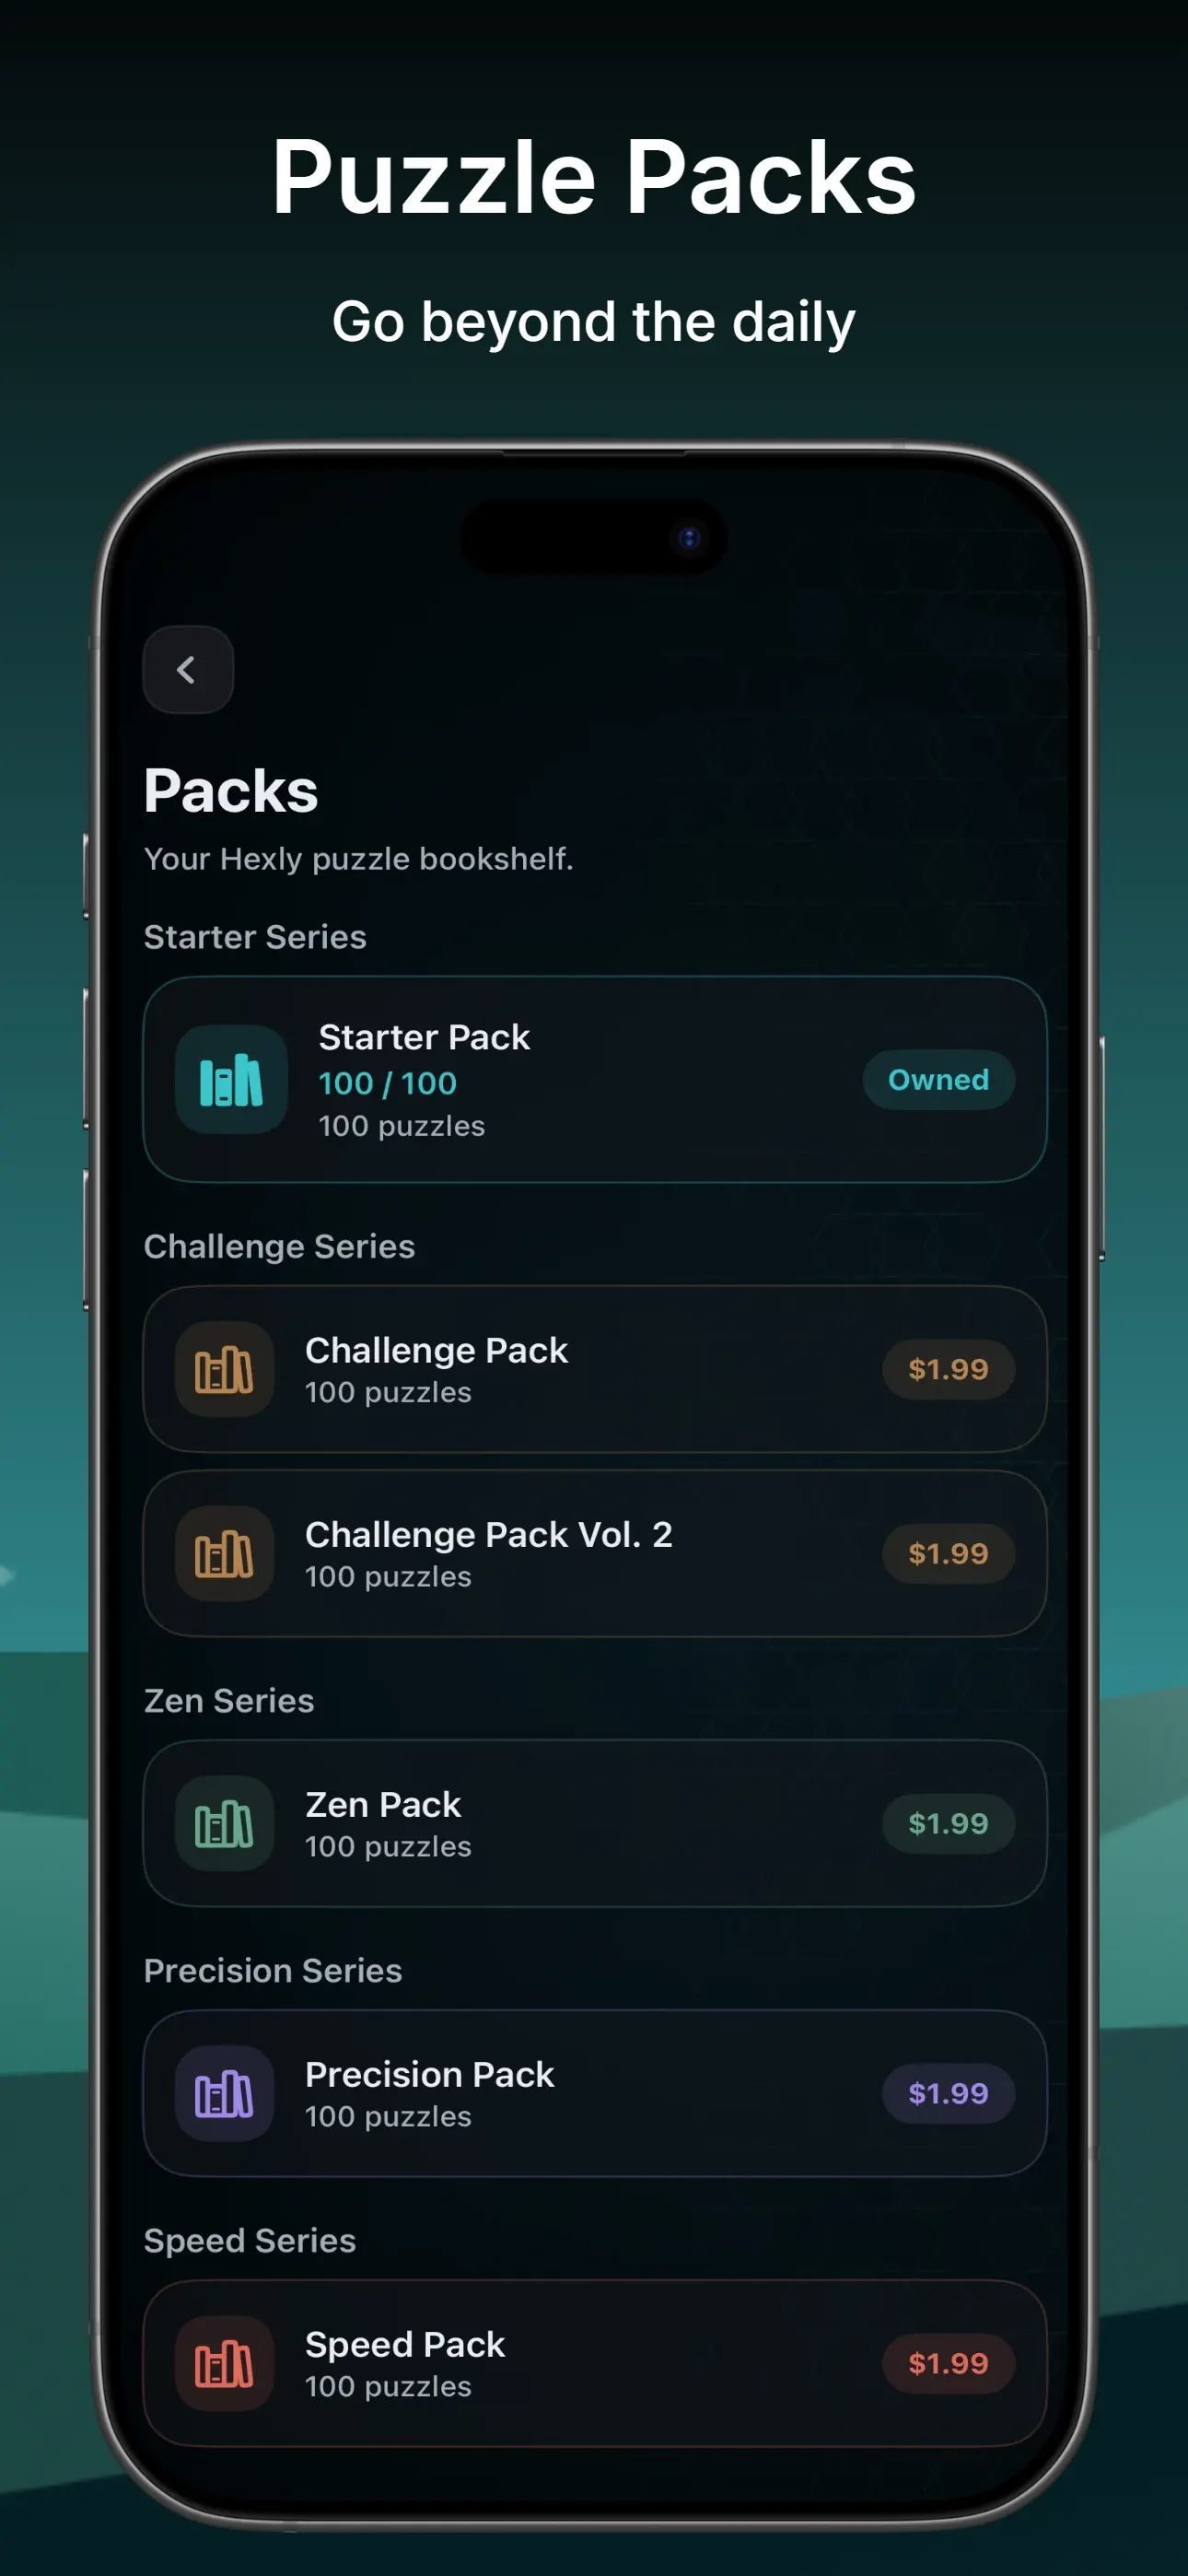 Puzzle Packs
Go beyond the daily
Packs
Your Hexly puzzle bookshelf.
Starter Series
Starter Pack
100 / 100
100 puzzles
Owned
Challenge Series
Challenge Pack
100 puzzles
$1.99
Challenge Pack Vol. 2
100 puzzles
$1.99
Zen Series
Zen Pack
100 puzzles
$1.99
Precision Series
Precision Pack
100 puzzles
$1.99
Speed Series
Speed Pack
100 puzzles
$1.99